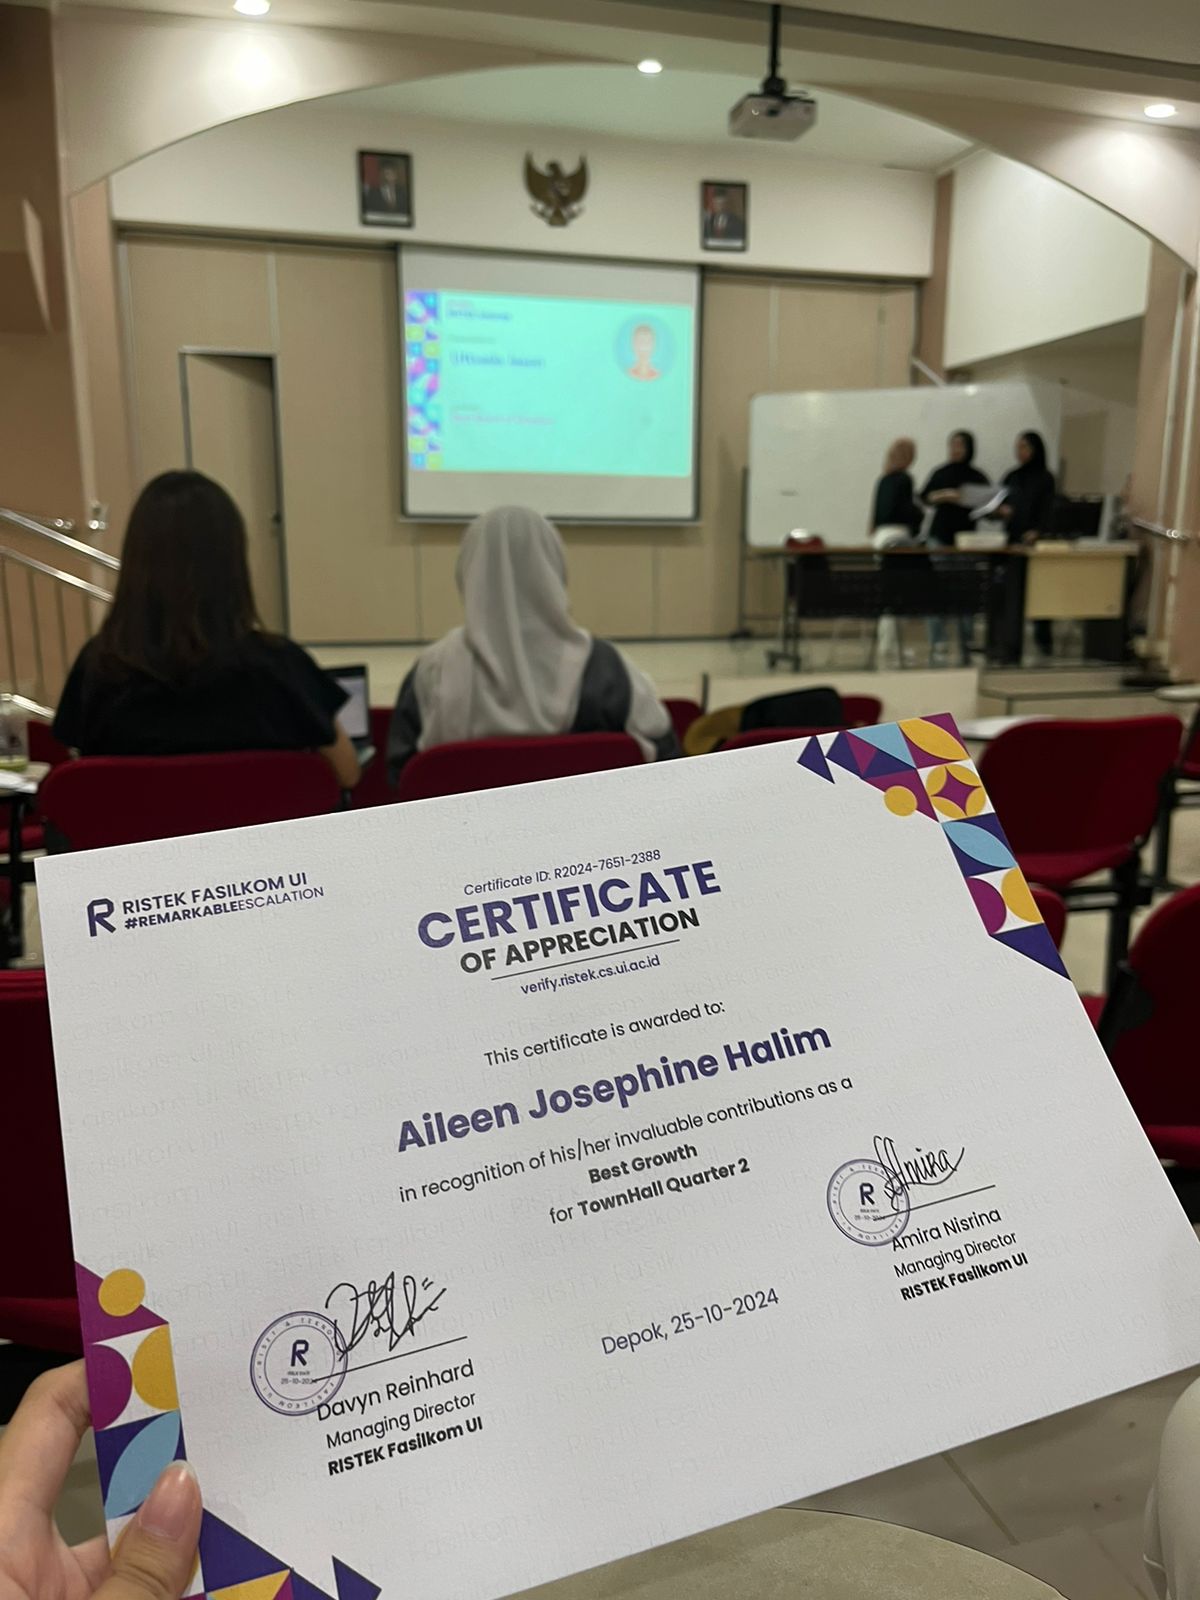 RISTEK FASILKOM UI
#REMARKABLEESCALATION
Certificate ID: R2024-7651-2388
CERTIFICATE
OF APPRECIATION
verify.ristek.cs.ui.ac.id
This certificate is awarded to:
Aileen Josephine Halim
in recognition of his/her invaluable contributions as a
Best Growth
for TownHall Quarter 2
Amira Nisrina
Managing Director
RISTEK Fasilkom UI
Depok, 25-10-2024
Davyn Reinhard
Managing Director
RISTEK Fasilkom UI